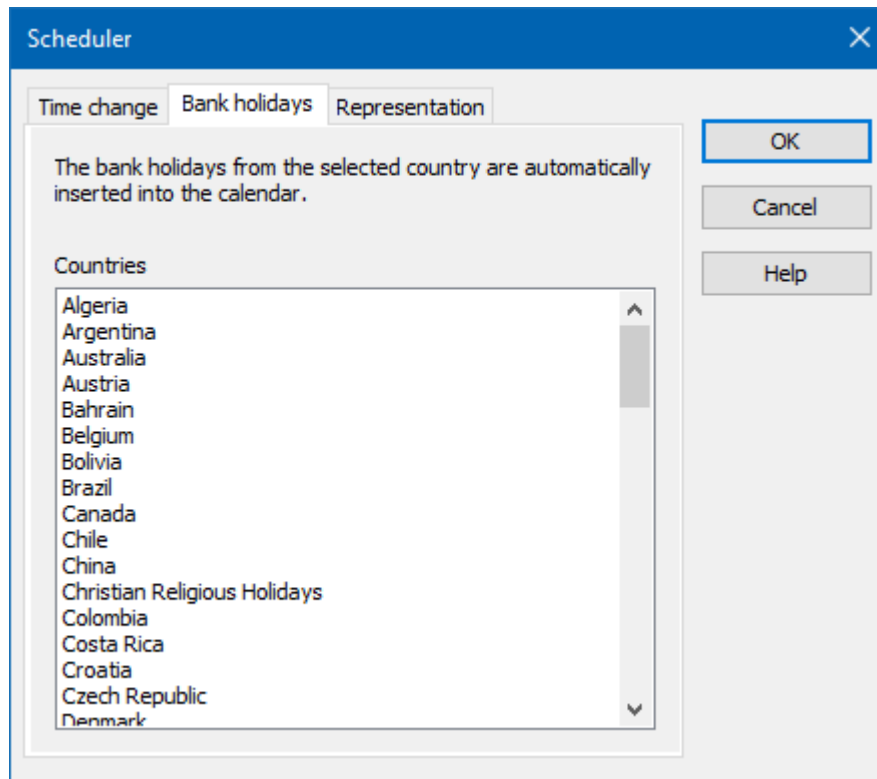 Scheduler
Time change
Bank holidays
Representation
The bank holidays from the selected country are automatically
inserted into the calendar.
Countries
Algeria
Argentina
Australia
Austria
Bahrain
Belgium
Bolivia
Brazil
Canada
Chile
China
Christian Religious Holidays
Colombia
Costa Rica
Croatia
Czech Republic
Denmark
OK
Cancel
Help